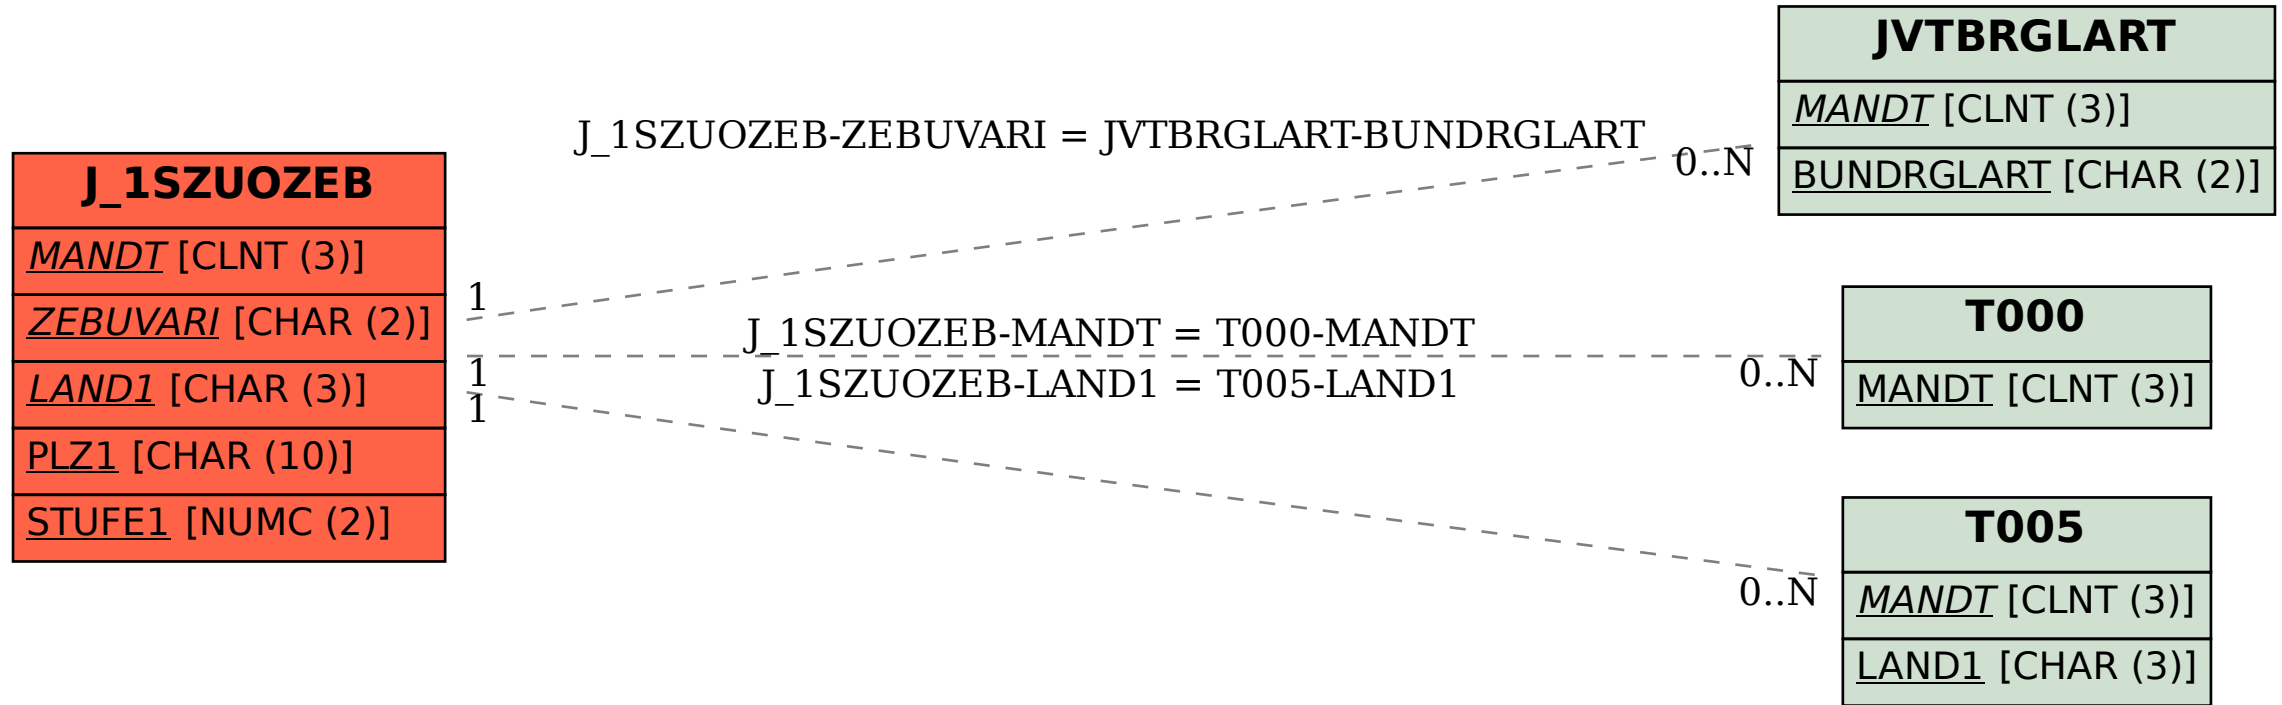 J_1SZUOZEB
MANDT [CLNT (3)]
ZEBUVARI [CHAR (2)]
LAND1 [CHAR (3)]
PLZ1 [CHAR (10)]
STUFE1 [NUMC (2)]
J_1SZUOZEB-ZEBUVARI = JVTBRGLART-BUNDRGLART
0..N
1
J_1SZUOZEB-MANDT = T000-MANDT
0..N
1
J_1SZUOZEB-LAND1 = T005-LAND1
0..N
1
JVTBRGLART
MANDT [CLNT (3)]
BUNDRGLART [CHAR (2)]
T000
MANDT [CLNT (3)]
T005
MANDT [CLNT (3)]
LAND1 [CHAR (3)]